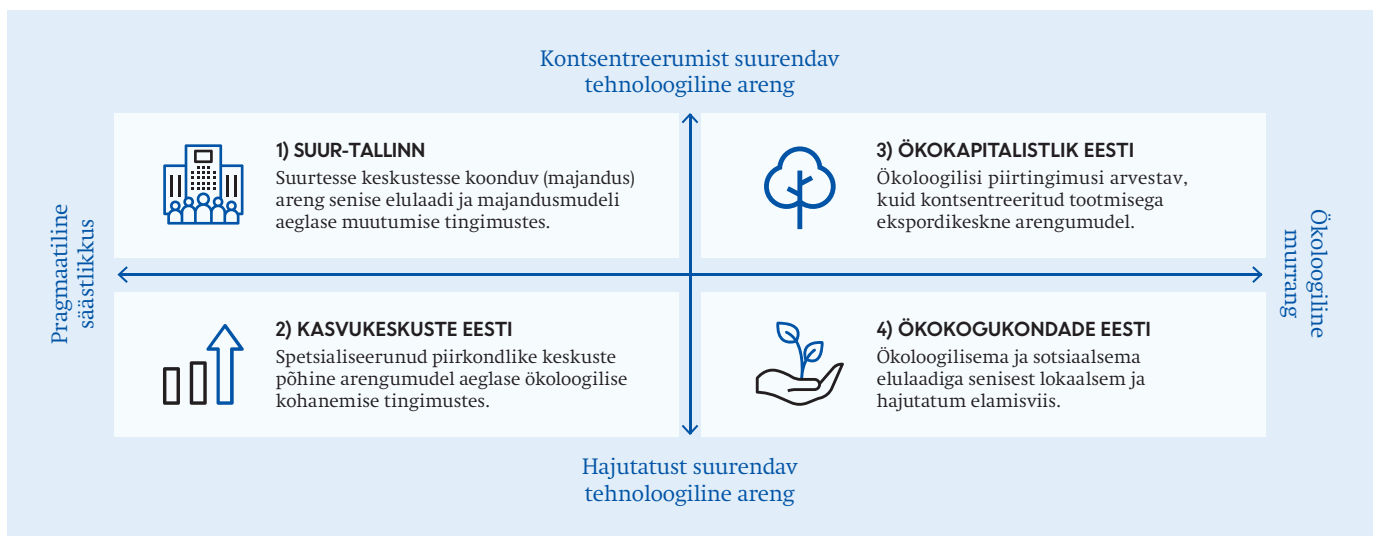 Kontsentreerumist suurendav
tehnoloogiline areng
Pragmaatiline
säästlikkus
1) SUUR-TALLINN
Suurtesse keskustesse koonduv (majandus)
areng senise elulaadi ja majandusmudeli
aeglase muutumise tingimustes.
3) ÖKOKAPITALISTLIK EESTI
Ökoloogilisi piirtingimusi arvestav,
kuid kontsentreeritud tootmisega
ekspordikeskne arengumudel.
Ökoloogiline
murrang
2) KASVUKESKUSTE EESTI
Spetsialiseerunud piirkondlike keskuste
põhine arengumudel aeglase ökoloogilise
kohanemise tingimustes.
4) ÖKOKOGUKONDADE EESTI
Ökoloogilisema ja sotsiaalsema
elulaadiga senisest lokaalsem ja
hajutatum elamisviis.
Hajutatust suurendav
tehnoloogiline areng